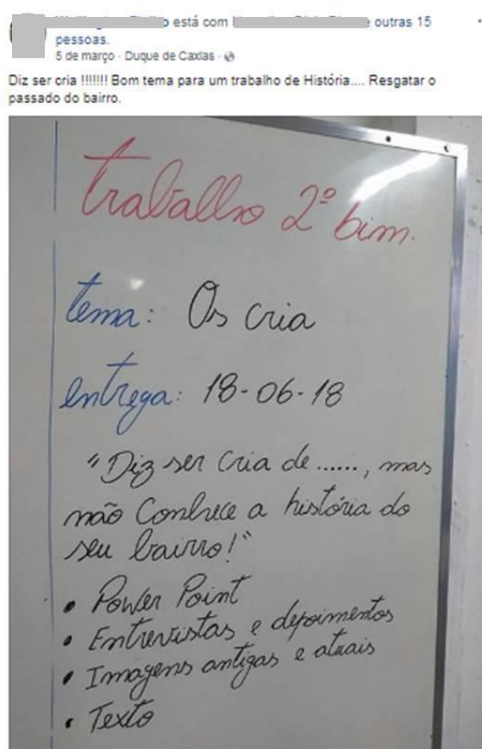 está com
e outras 15
pessoas.
5 de março · Duque de Caxias ·
Diz ser cria !!!!!!! Bom tema para um trabalho de História.... Resgatar o
passado do bairro.
trabalho 2º bim.
tema: Os cria
entrega: 18-06-18
"Diz ser cria de ......, mas
não Conhece a história do
seu bairro!"
• Power Point
• Entrevistas e depoimentos
• Imagens antigas e atuais
• Texto